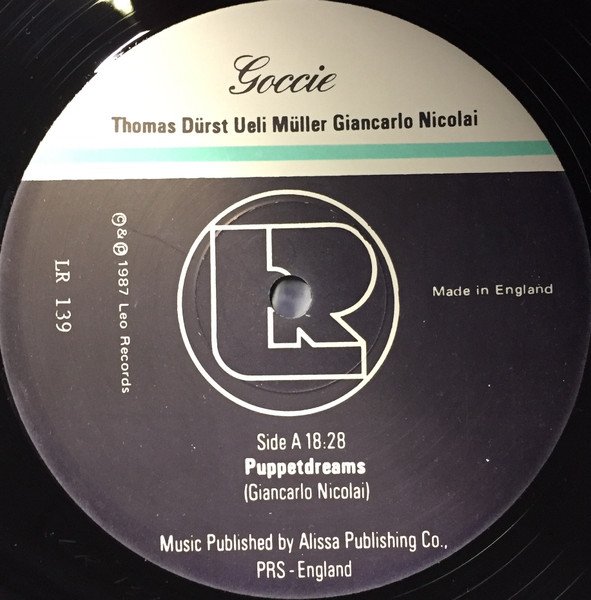 Goccie
Thomas Dürst Ueli Müller Giancarlo Nicolai
© & ℗ 1987 Leo Records
LR 139
LR
Made in England
Side A 18:28
Puppetdreams
(Giancarlo Nicolai)
Music Published by Alissa Publishing Co.,
PRS - England